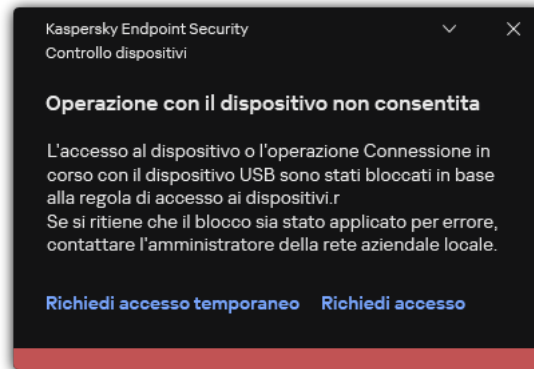 Kaspersky Endpoint Security
Controllo dispositivi
Operazione con il dispositivo non consentita
L'accesso al dispositivo o l'operazione Connessione in
corso con il dispositivo USB sono stati bloccati in base
alla regola di accesso ai dispositivi.r
Se si ritiene che il blocco sia stato applicato per errore,
contattare l'amministratore della rete aziendale locale.
Richiedi accesso temporaneo Richiedi accesso